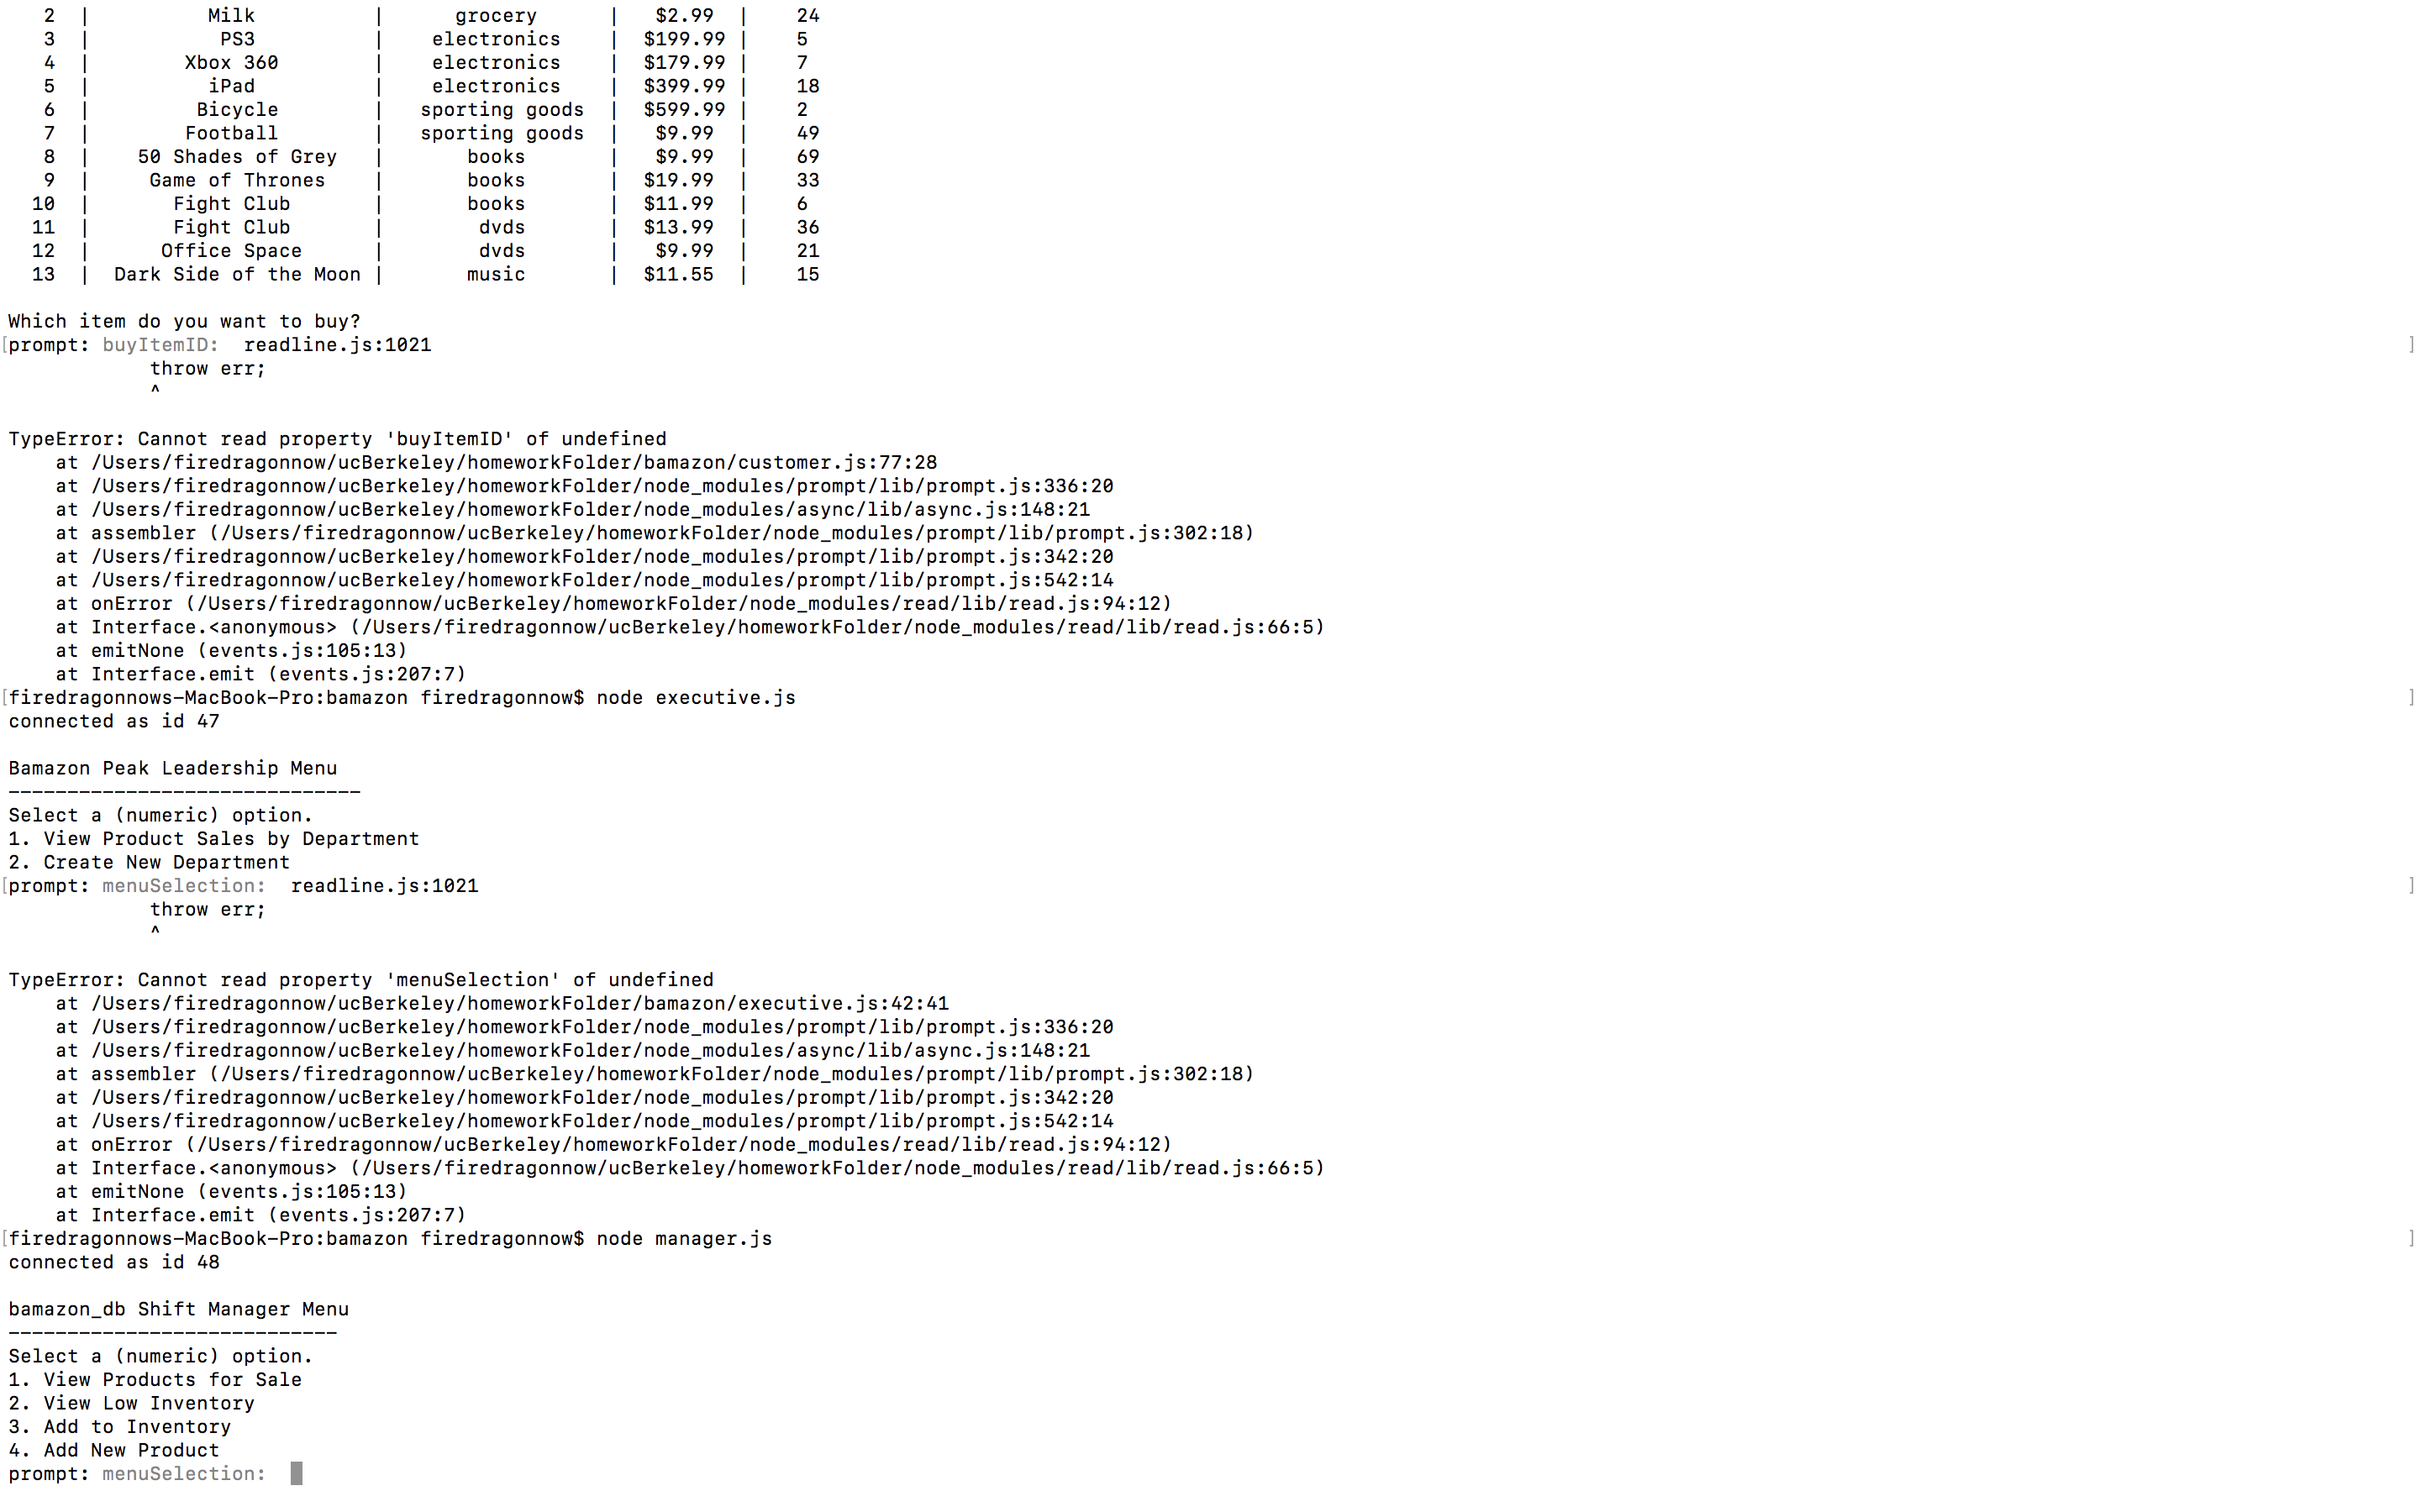 2 | Milk | grocery | $2.99 | 24
3 | PS3 | electronics | $199.99 | 5
4 | Xbox 360 | electronics | $179.99 | 7
5 | iPad | electronics | $399.99 | 18
6 | Bicycle | sporting goods | $599.99 | 2
7 | Football | sporting goods | $9.99 | 49
8 | 50 Shades of Grey | books | $9.99 | 69
9 | Game of Thrones | books | $19.99 | 33
10 | Fight Club | books | $11.99 | 6
11 | Fight Club | dvds | $13.99 | 36
12 | Office Space | dvds | $9.99 | 21
13 | Dark Side of the Moon | music | $11.55 | 15
Which item do you want to buy?
[prompt: buyItemID:  readline.js:1021 ]
throw err;
^
TypeError: Cannot read property 'buyItemID' of undefined
at /Users/firedragonnow/ucBerkeley/homeworkFolder/bamazon/customer.js:77:28
at /Users/firedragonnow/ucBerkeley/homeworkFolder/node_modules/prompt/lib/prompt.js:336:20
at /Users/firedragonnow/ucBerkeley/homeworkFolder/node_modules/async/lib/async.js:148:21
at assembler (/Users/firedragonnow/ucBerkeley/homeworkFolder/node_modules/prompt/lib/prompt.js:302:18)
at /Users/firedragonnow/ucBerkeley/homeworkFolder/node_modules/prompt/lib/prompt.js:342:20
at /Users/firedragonnow/ucBerkeley/homeworkFolder/node_modules/prompt/lib/prompt.js:542:14
at onError (/Users/firedragonnow/ucBerkeley/homeworkFolder/node_modules/read/lib/read.js:94:12)
at Interface.<anonymous> (/Users/firedragonnow/ucBerkeley/homeworkFolder/node_modules/read/lib/read.js:66:5)
at emitNone (events.js:105:13)
at Interface.emit (events.js:207:7)
[firedragonnows-MacBook-Pro:bamazon firedragonnow$ node executive.js ]
connected as id 47
Bamazon Peak Leadership Menu
------------------------------
Select a (numeric) option.
1. View Product Sales by Department
2. Create New Department
[prompt: menuSelection:  readline.js:1021 ]
throw err;
^
TypeError: Cannot read property 'menuSelection' of undefined
at /Users/firedragonnow/ucBerkeley/homeworkFolder/bamazon/executive.js:42:41
at /Users/firedragonnow/ucBerkeley/homeworkFolder/node_modules/prompt/lib/prompt.js:336:20
at /Users/firedragonnow/ucBerkeley/homeworkFolder/node_modules/async/lib/async.js:148:21
at assembler (/Users/firedragonnow/ucBerkeley/homeworkFolder/node_modules/prompt/lib/prompt.js:302:18)
at /Users/firedragonnow/ucBerkeley/homeworkFolder/node_modules/prompt/lib/prompt.js:342:20
at /Users/firedragonnow/ucBerkeley/homeworkFolder/node_modules/prompt/lib/prompt.js:542:14
at onError (/Users/firedragonnow/ucBerkeley/homeworkFolder/node_modules/read/lib/read.js:94:12)
at Interface.<anonymous> (/Users/firedragonnow/ucBerkeley/homeworkFolder/node_modules/read/lib/read.js:66:5)
at emitNone (events.js:105:13)
at Interface.emit (events.js:207:7)
[firedragonnows-MacBook-Pro:bamazon firedragonnow$ node manager.js ]
connected as id 48
bamazon_db Shift Manager Menu
----------------------------
Select a (numeric) option.
1. View Products for Sale
2. View Low Inventory
3. Add to Inventory
4. Add New Product
prompt: menuSelection: